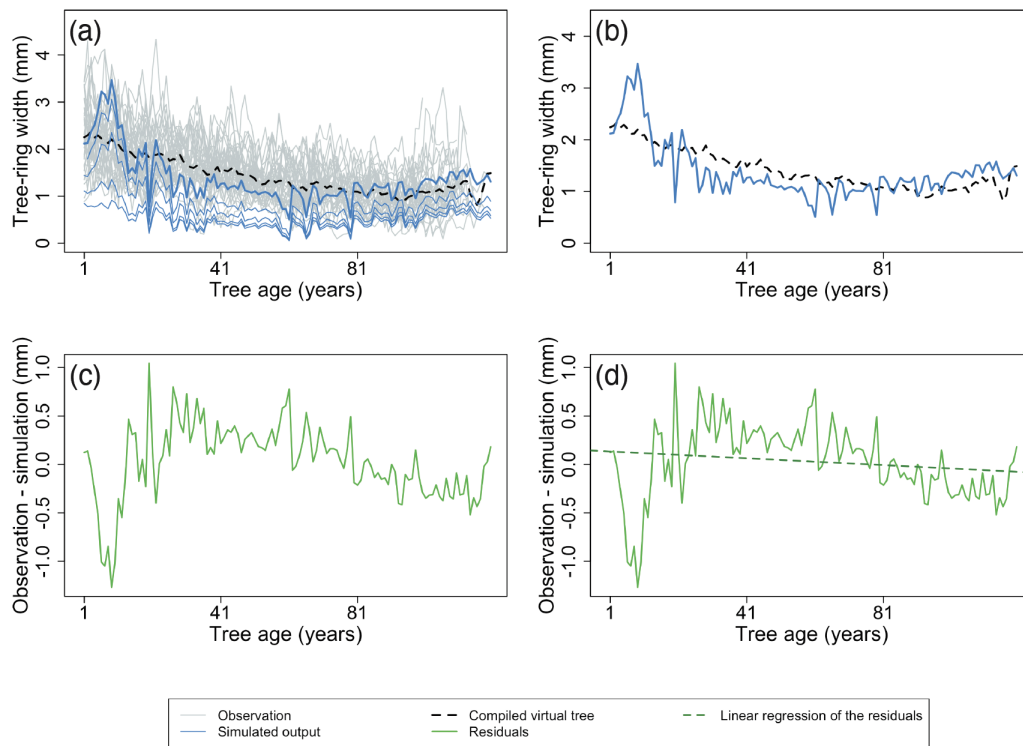 (a)
Tree-ring width (mm)
4
3
2
1
0
1 41 81
Tree age (years)
(b)
Tree-ring width (mm)
4
3
2
1
0
1 41 81
Tree age (years)
(c)
Observation - simulation (mm)
1.0
0.5
0.0
-0.5
-1.0
1 41 81
Tree age (years)
(d)
Observation - simulation (mm)
1.0
0.5
0.0
-0.5
-1.0
1 41 81
Tree age (years)
Observation Compiled virtual tree Linear regression of the residuals
Simulated output Residuals